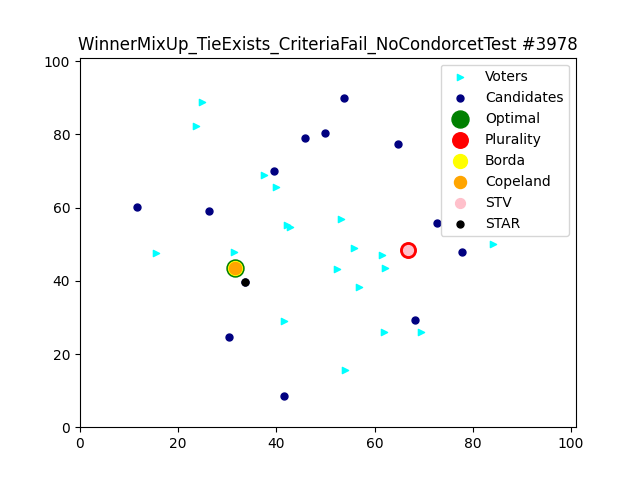 WinnerMixUp_TieExists_CriteriaFail_NoCondorcetTest #3978
100
80
60
40
20
0
0 20 40 60 80 100
Voters
Candidates
Optimal
Plurality
Borda
Copeland
STV
STAR